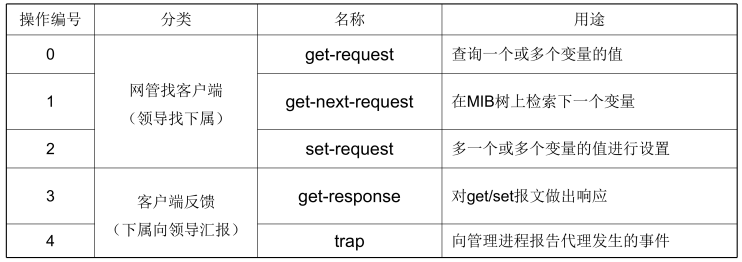 操作编号 分类 名称 用途
0 get-request 查询一个或多个变量的值
网管找客户端
（领导找下属）
1 get-next-request 在MIB树上检索下一个变量
2 set-request 多一个或多个变量的值进行设置
3 get-response 对get/set报文做出响应
客户端反馈
（下属向领导汇报）
4 trap 向管理进程报告代理发生的事件